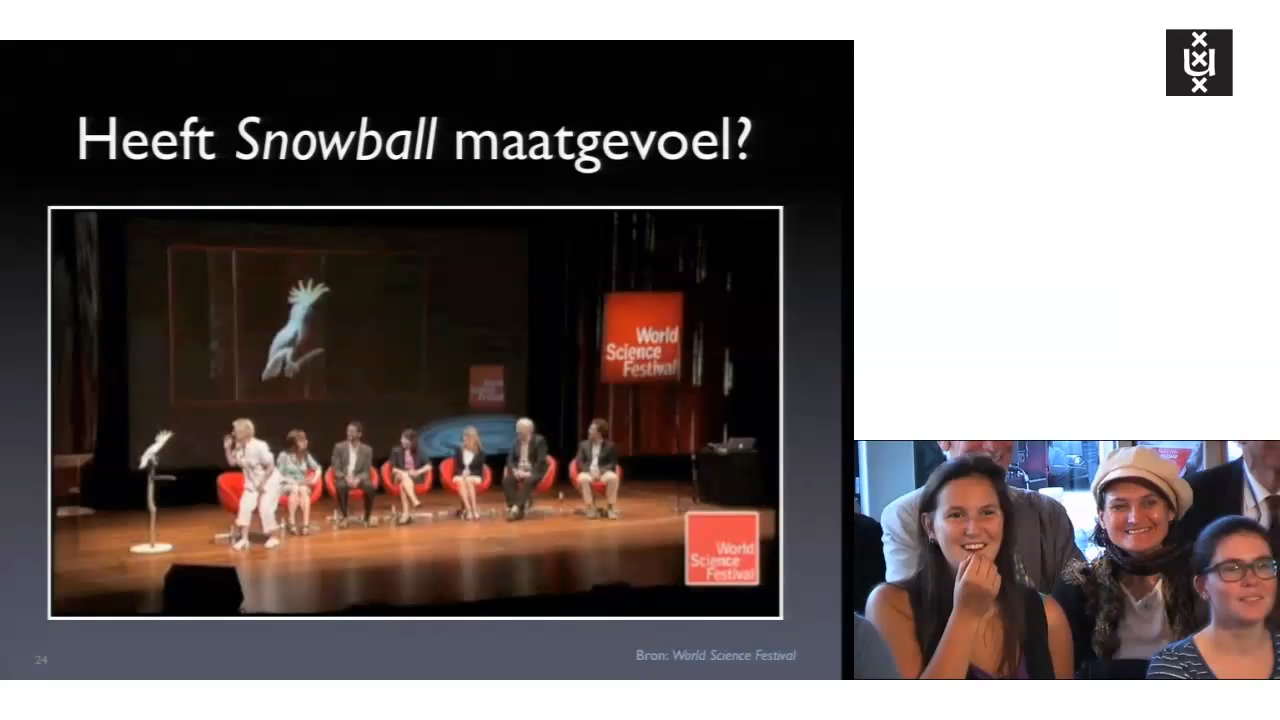 Heeft Snowball maatgevoel?
World
Science
Festival
World
Science
Festival
24
Bron: World Science Festival
U